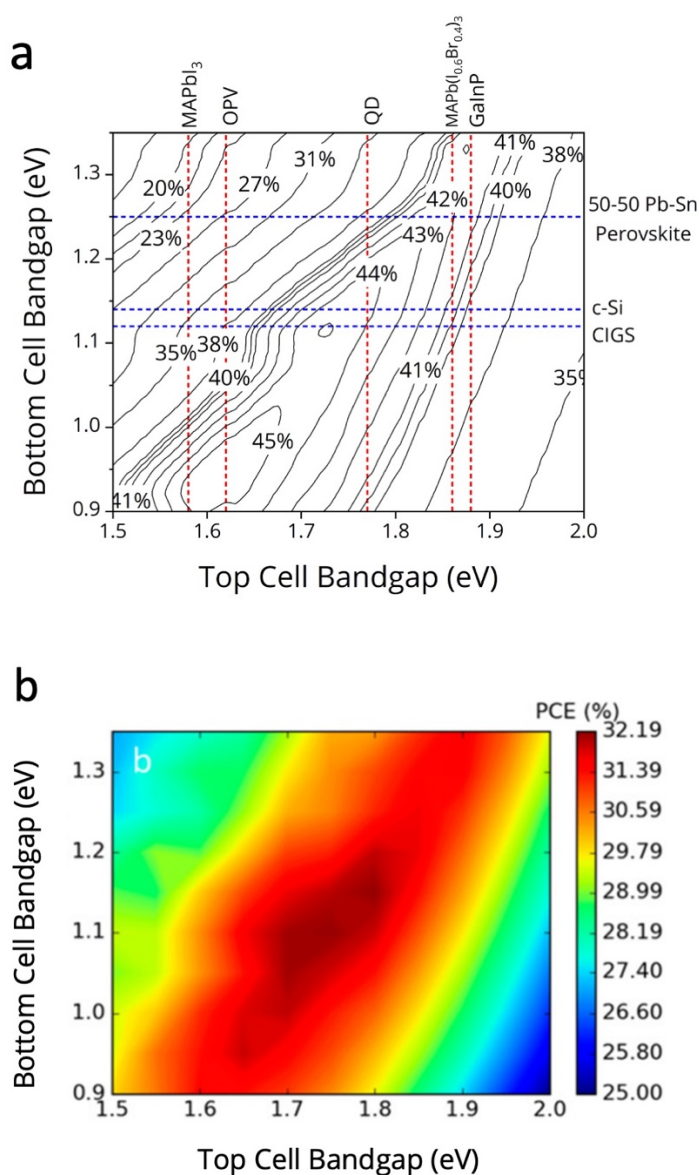 a
MAPbI3
OPV
QD
MAPb(I0.6Br0.4)3
GaInP
Bottom Cell Bandgap (eV)
1.3
1.2
1.1
1.0
0.9
20%
23%
27%
31%
35%
38%
40%
41%
45%
44%
43%
42%
41%
41%
40%
38%
35%
50-50 Pb-Sn
Perovskite
c-Si
CIGS
1.5 1.6 1.7 1.8 1.9 2.0
Top Cell Bandgap (eV)
b
PCE (%)
b
Bottom Cell Bandgap (eV)
1.3
1.2
1.1
1.0
0.9
1.5 1.6 1.7 1.8 1.9 2.0
Top Cell Bandgap (eV)
32.19
31.39
30.59
29.79
28.99
28.19
27.40
26.60
25.80
25.00